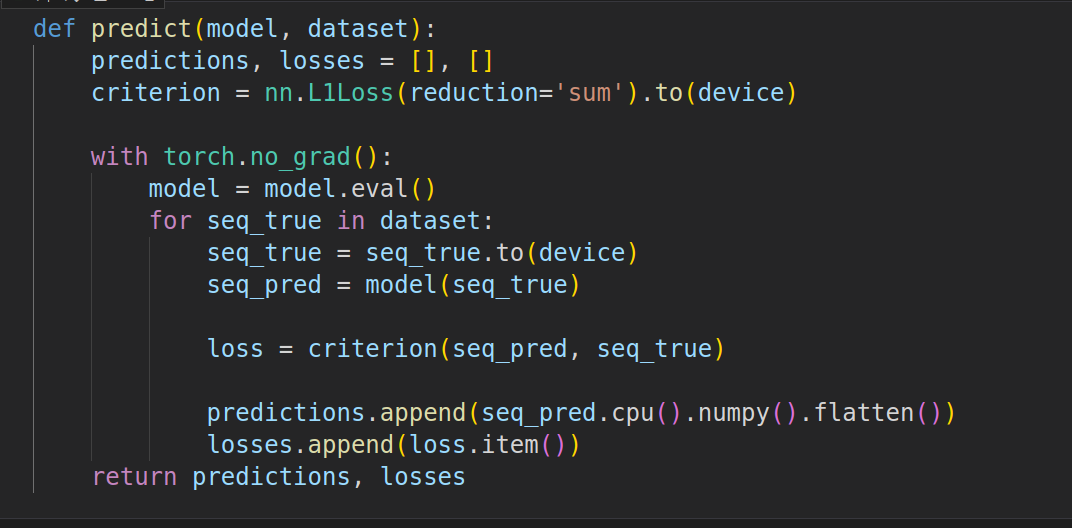 def predict(model, dataset):
    predictions, losses = [], []
    criterion = nn.L1Loss(reduction='sum').to(device)

    with torch.no_grad():
        model = model.eval()
        for seq_true in dataset:
            seq_true = seq_true.to(device)
            seq_pred = model(seq_true)

            loss = criterion(seq_pred, seq_true)

            predictions.append(seq_pred.cpu().numpy().flatten())
            losses.append(loss.item())
    return predictions, losses